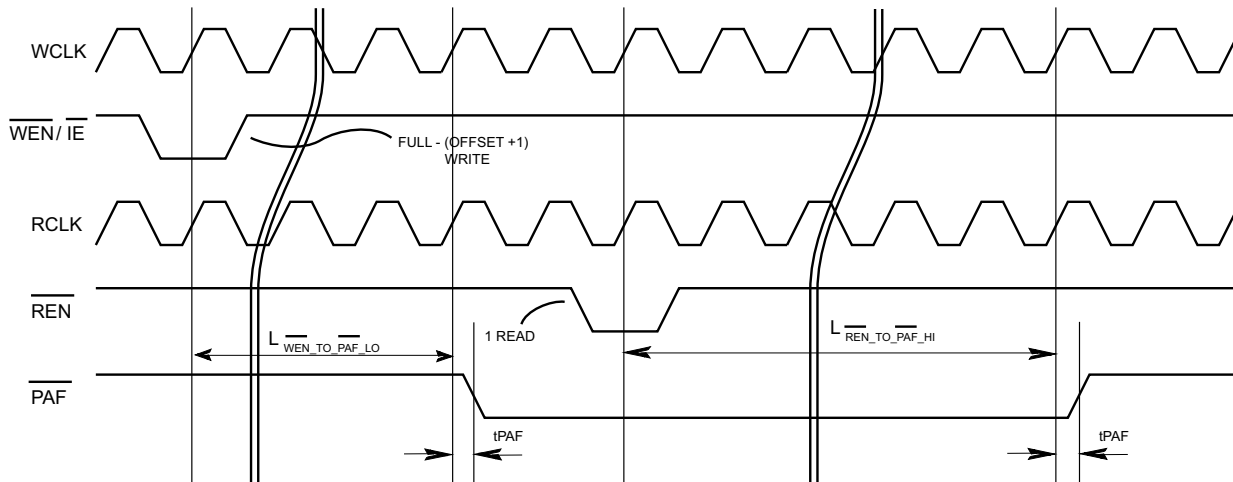 WCLK
WEN/ IE
FULL - (OFFSET +1)
WRITE
RCLK
REN
1 READ
L WEN_TO_PAF_LO
L REN_TO_PAF_HI
PAF
tPAF
tPAF